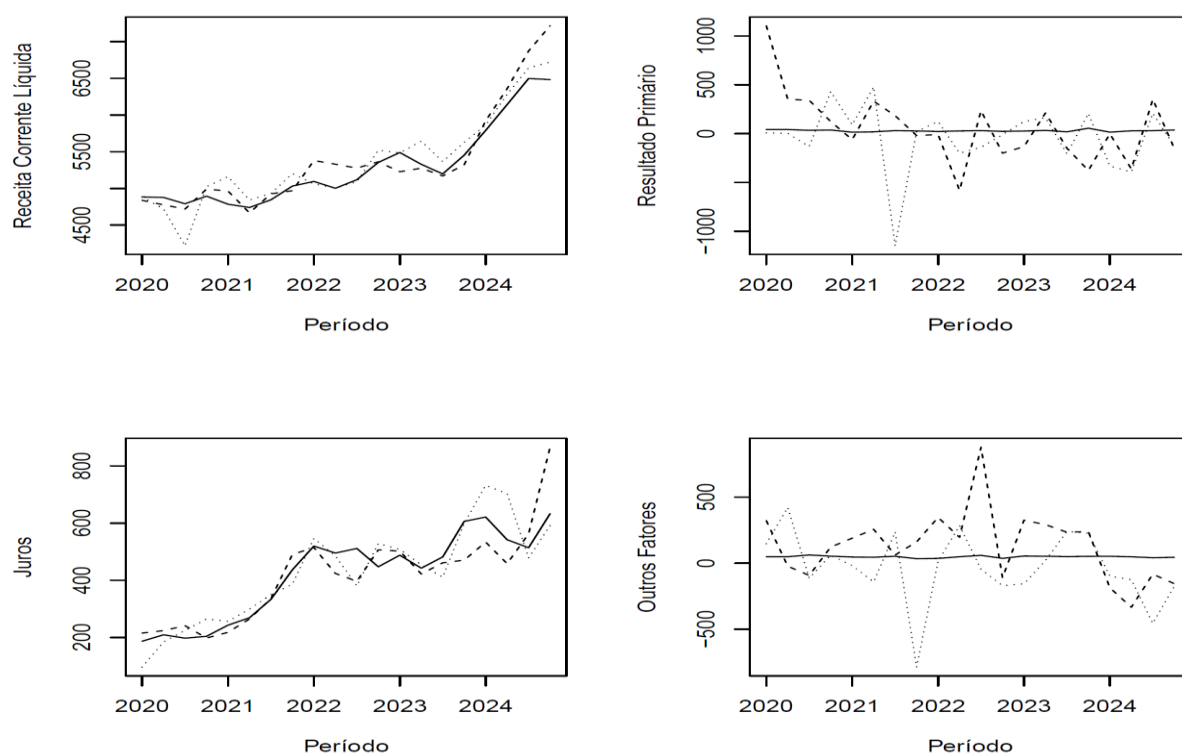 Receita Corrente Líquida
4500
5500
6500
2020 2021 2022 2023 2024
Período
Resultado Primário
−1000
0
500
1000
2020 2021 2022 2023 2024
Período
Juros
200
400
600
800
2020 2021 2022 2023 2024
Período
Outros Fatores
−500
0
500
2020 2021 2022 2023 2024
Período